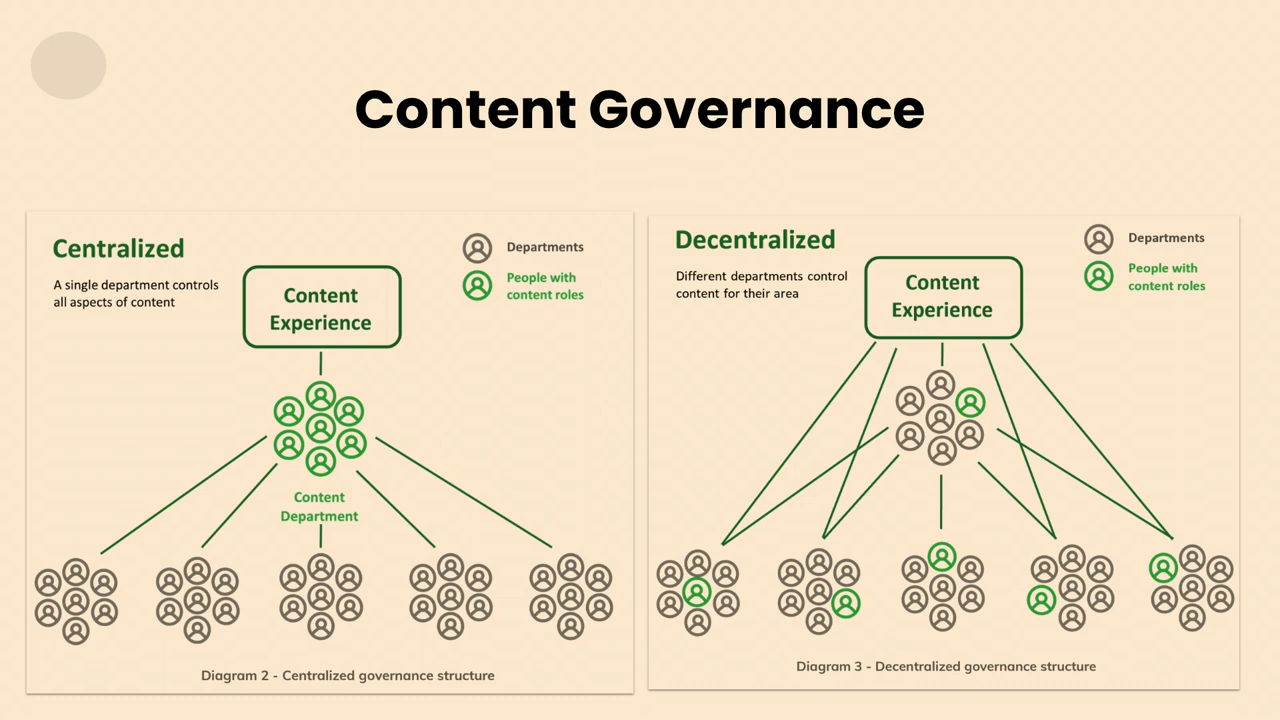 Content Governance
Centralized
A single department controls
all aspects of content
Content
Experience
Departments
People with
content roles
Content
Department
Diagram 2 - Centralized governance structure
Decentralized
Different departments control
content for their area
Content
Experience
Departments
People with
content roles
Diagram 3 - Decentralized governance structure